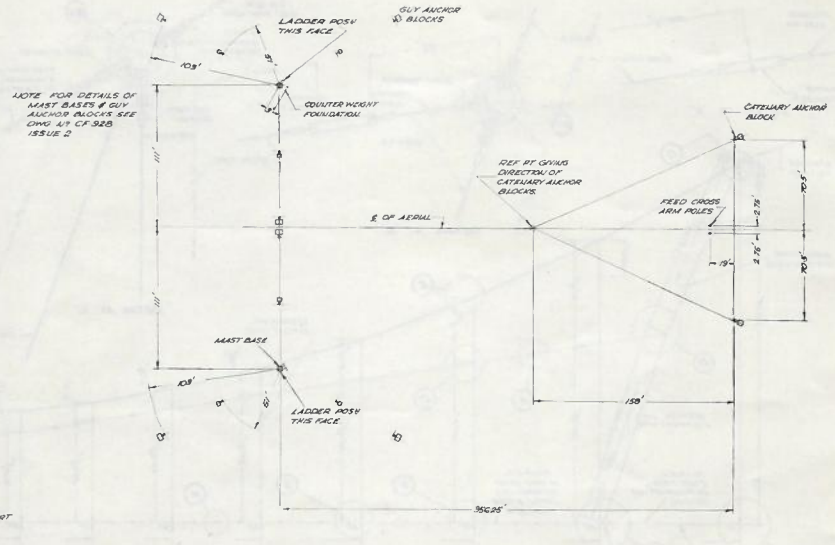 GUY ANCHOR
BLOCKS
LADDER POSN
THIS FACE
103'
NOTE FOR DETAILS OF
MAST BASES & GUY
ANCHOR BLOCKS SEE
DWG Nº CF 928
ISSUE 2
COUNTER WEIGHT
FOUNDATION.
CATENARY ANCHOR
BLOCK
111'
REF PT GIVING
DIRECTION OF
CATENARY ANCHOR
BLOCKS.
FEED CROSS
ARM POLES
70.5'
2.75'
℄ OF AERIAL
19'
2.75'
70.5'
111'
MAST BASE
103'
61'
LADDER POSN
THIS FACE
158'
356.25'